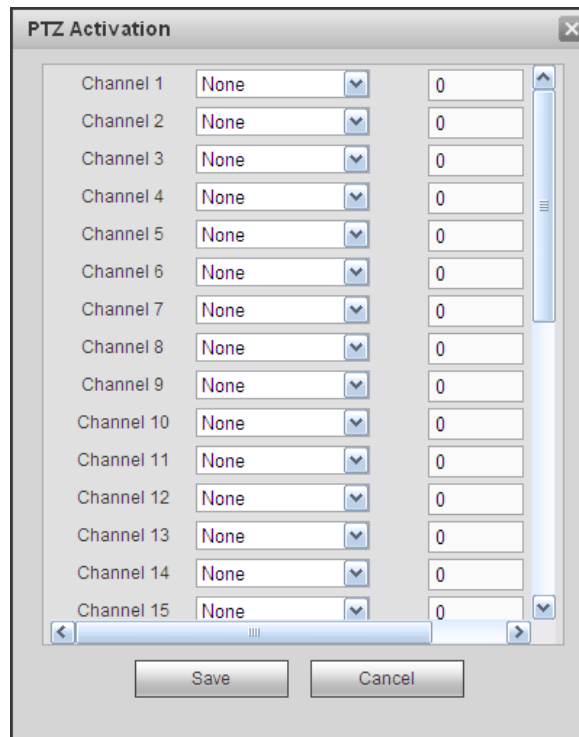 PTZ Activation
Channel 1 None 0
Channel 2 None 0
Channel 3 None 0
Channel 4 None 0
Channel 5 None 0
Channel 6 None 0
Channel 7 None 0
Channel 8 None 0
Channel 9 None 0
Channel 10 None 0
Channel 11 None 0
Channel 12 None 0
Channel 13 None 0
Channel 14 None 0
Channel 15 None 0
Save Cancel